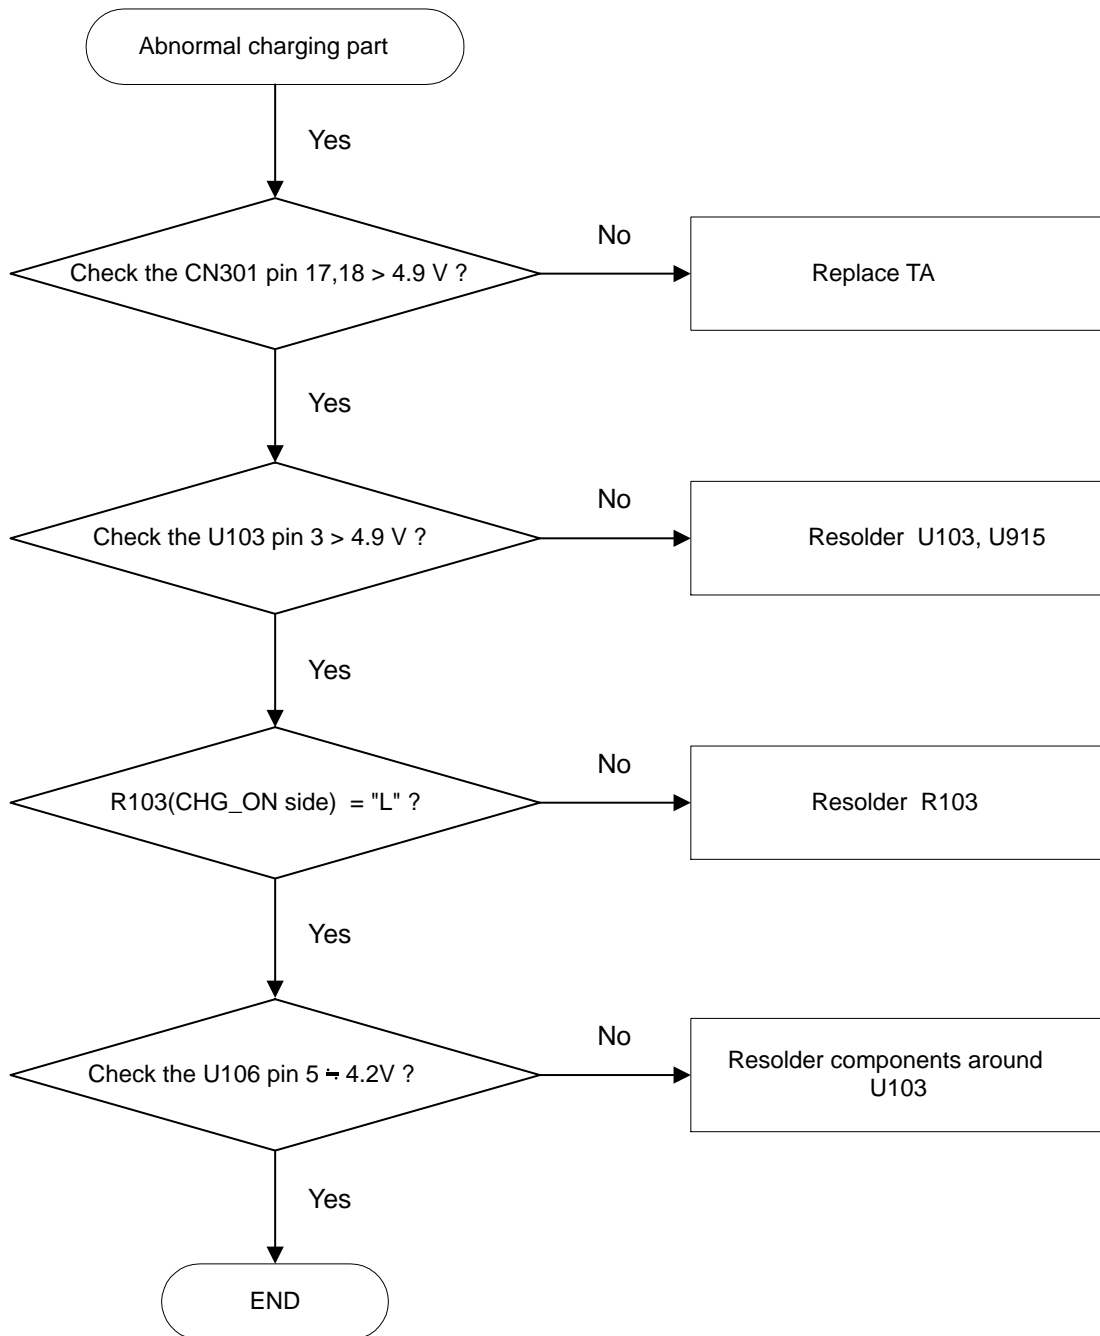 Abnormal charging part
Yes
Check the CN301 pin 17,18 > 4.9 V ?
No
Replace TA
Yes
Check the U103 pin 3 > 4.9 V ?
No
Resolder  U103, U915
Yes
R103(CHG_ON side)  = "L" ?
No
Resolder  R103
Yes
Check the U106 pin 5 ≒ 4.2V ?
No
Resolder components around
U103
Yes
END